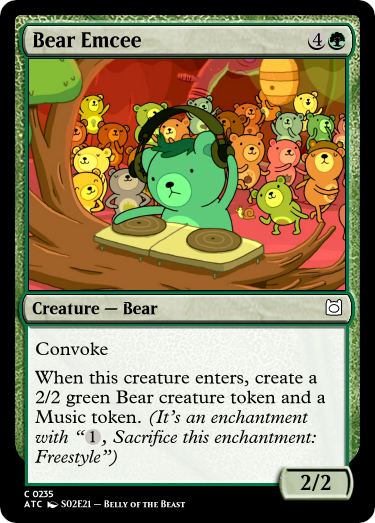 Bear Emcee 4
Creature — Bear
Convoke
When this creature enters, create a
2/2 green Bear creature token and a
Music token. (It's an enchantment
with “1, Sacrifice this enchantment:
Freestyle”)
2/2
C 0235
ATC S02E21 – Belly of the Beast